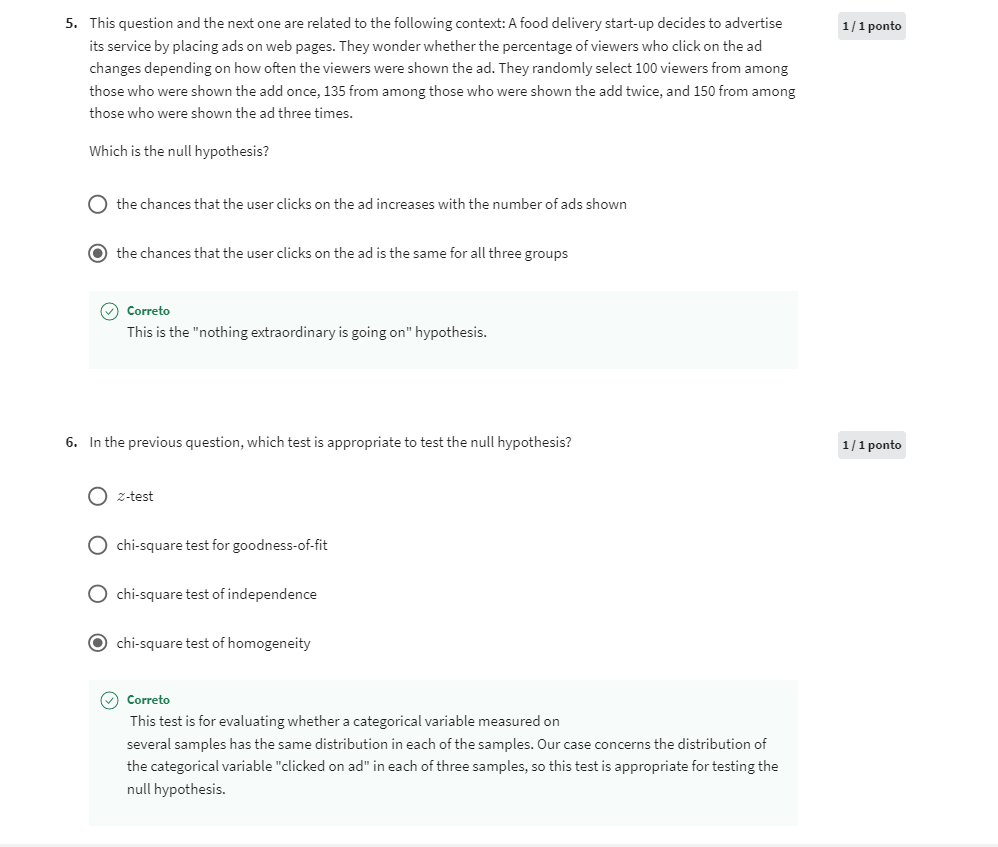 5. This question and the next one are related to the following context: A food delivery start-up decides to advertise
1 / 1 ponto
its service by placing ads on web pages. They wonder whether the percentage of viewers who click on the ad
changes depending on how often the viewers were shown the ad. They randomly select 100 viewers from among
those who were shown the add once, 135 from among those who were shown the add twice, and 150 from among
those who were shown the ad three times.
Which is the null hypothesis?
the chances that the user clicks on the ad increases with the number of ads shown
the chances that the user clicks on the ad is the same for all three groups
Correto
This is the "nothing extraordinary is going on" hypothesis.
6. In the previous question, which test is appropriate to test the null hypothesis?
1 / 1 ponto
z-test
chi-square test for goodness-of-fit
chi-square test of independence
chi-square test of homogeneity
Correto
This test is for evaluating whether a categorical variable measured on
several samples has the same distribution in each of the samples. Our case concerns the distribution of
the categorical variable "clicked on ad" in each of three samples, so this test is appropriate for testing the
null hypothesis.